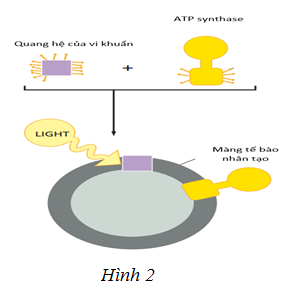 ATP synthase
Quang hệ của vi khuẩn
+
LIGHT
Màng tế bào
nhân tạo
Hình 2